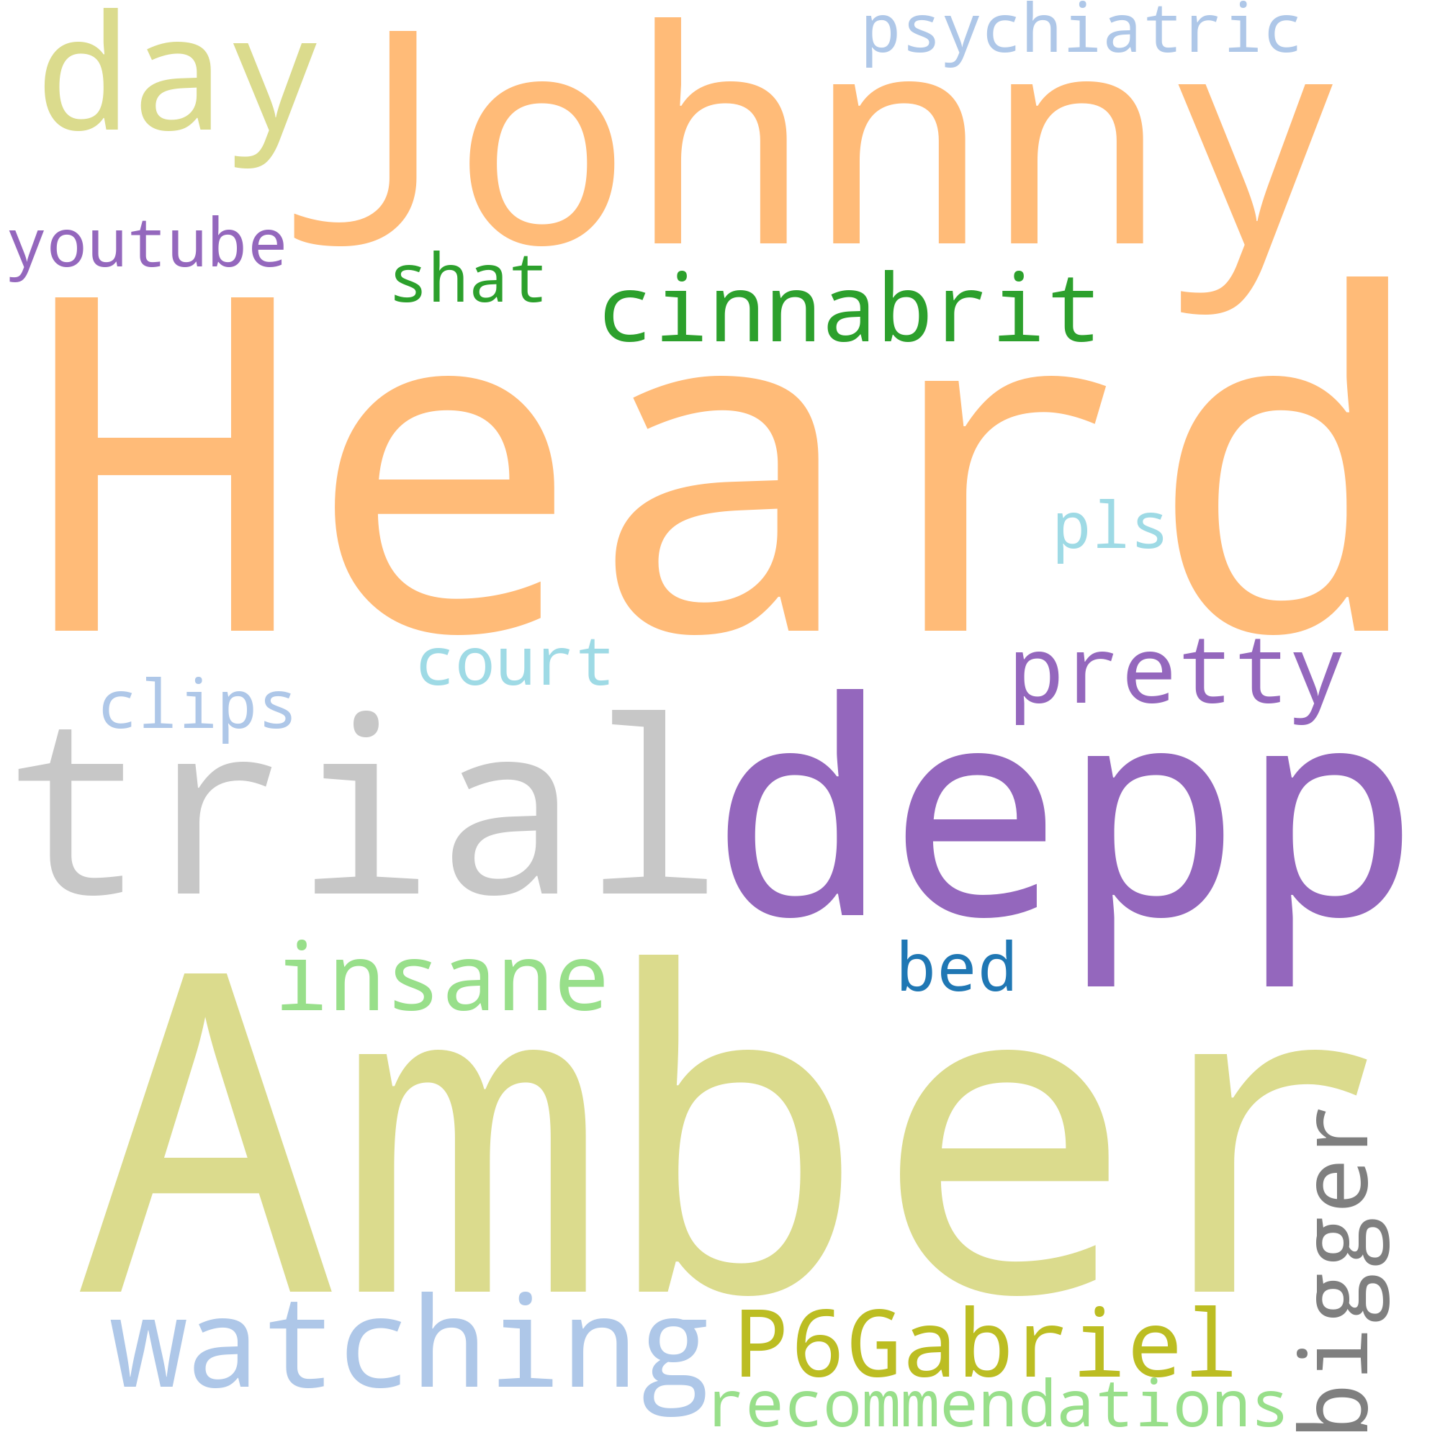 day
Johnny
psychiatric
youtube
shat
cinnabrit
Heard
pls
court
pretty
clips
trial
depp
insane
bed
Amber
bigger
watching
P6Gabriel
recommendations